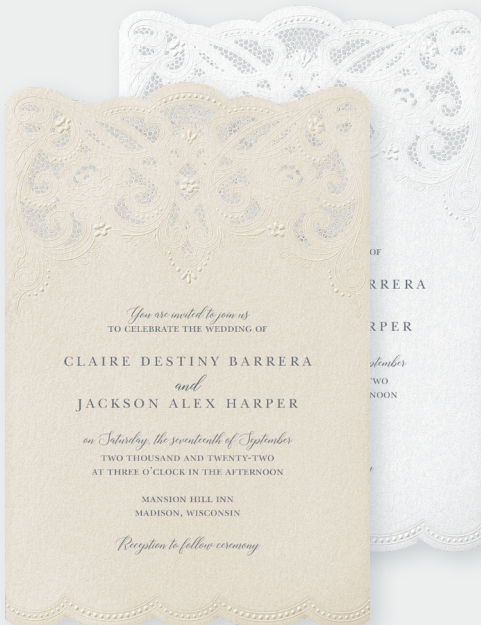 You are invited to join us
TO CELEBRATE THE WEDDING OF
CLAIRE DESTINY BARRERA
and
JACKSON ALEX HARPER
on Saturday, the seventeenth of September
TWO THOUSAND AND TWENTY-TWO
AT THREE O'CLOCK IN THE AFTERNOON
MANSION HILL INN
MADISON, WISCONSIN
Reception to follow ceremony
OF
RRERA
RPER
ptember
TWO
NOON